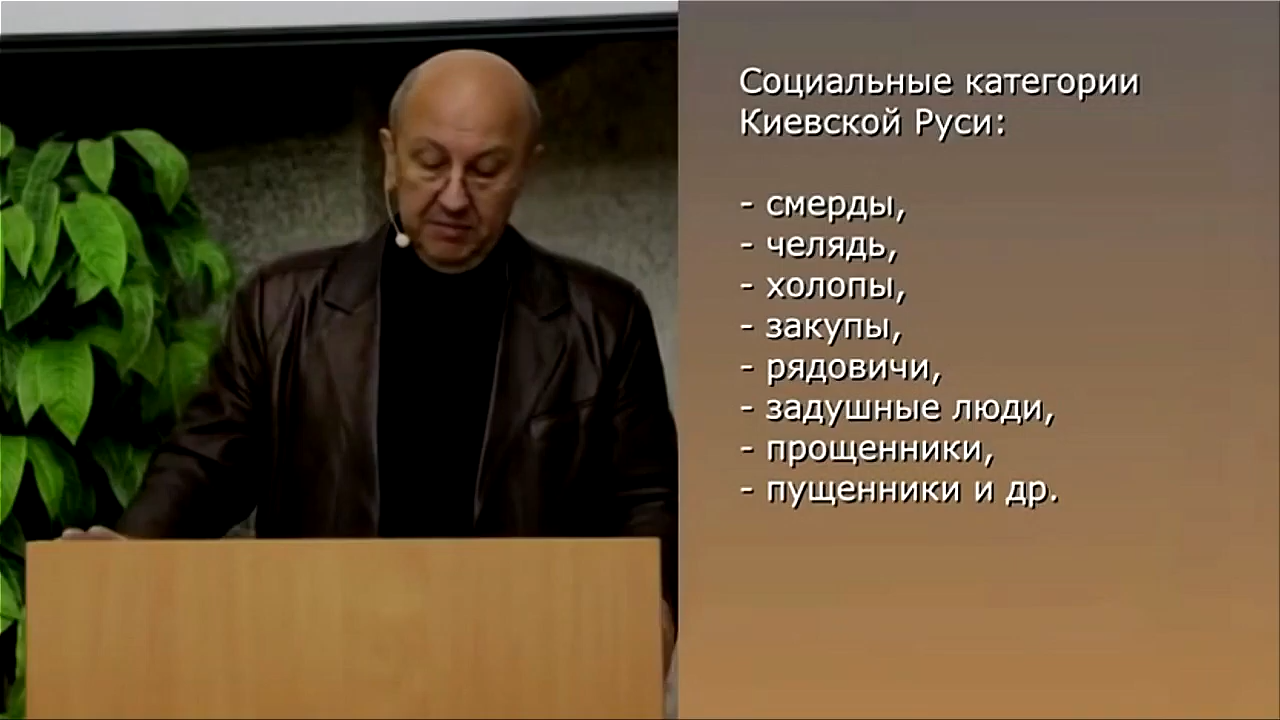 Социальные категории
Киевской Руси:
- смерды,
- челядь,
- холопы,
- закупы,
- рядовичи,
- задушные люди,
- прощенники,
- пущенники и др.